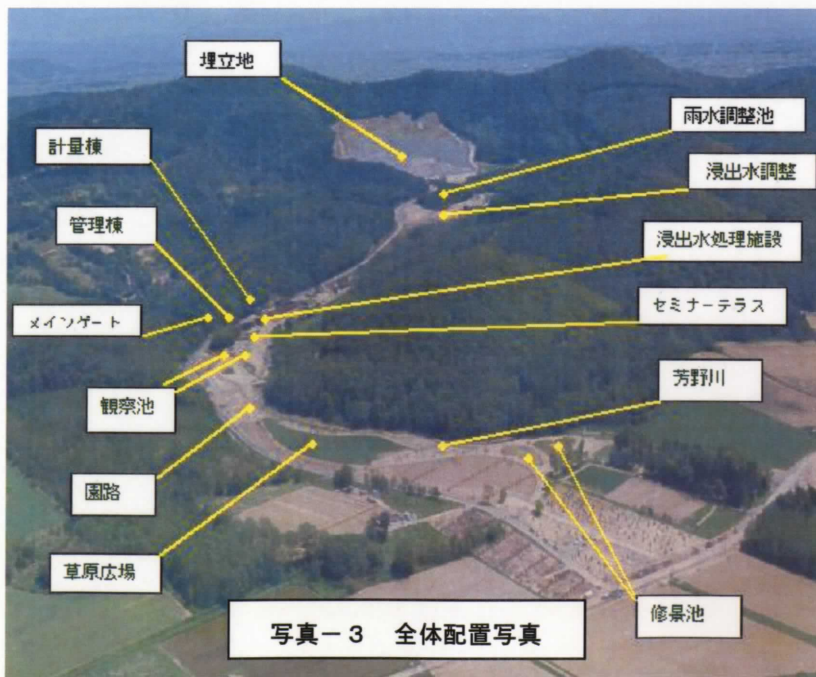 埋立地
雨水調整池
計量棟
浸出水調整
管理棟
浸出水処理施設
メインゲート
セミナーテラス
観察池
芳野川
園路
草原広場
修景池
写真－3 全体配置写真